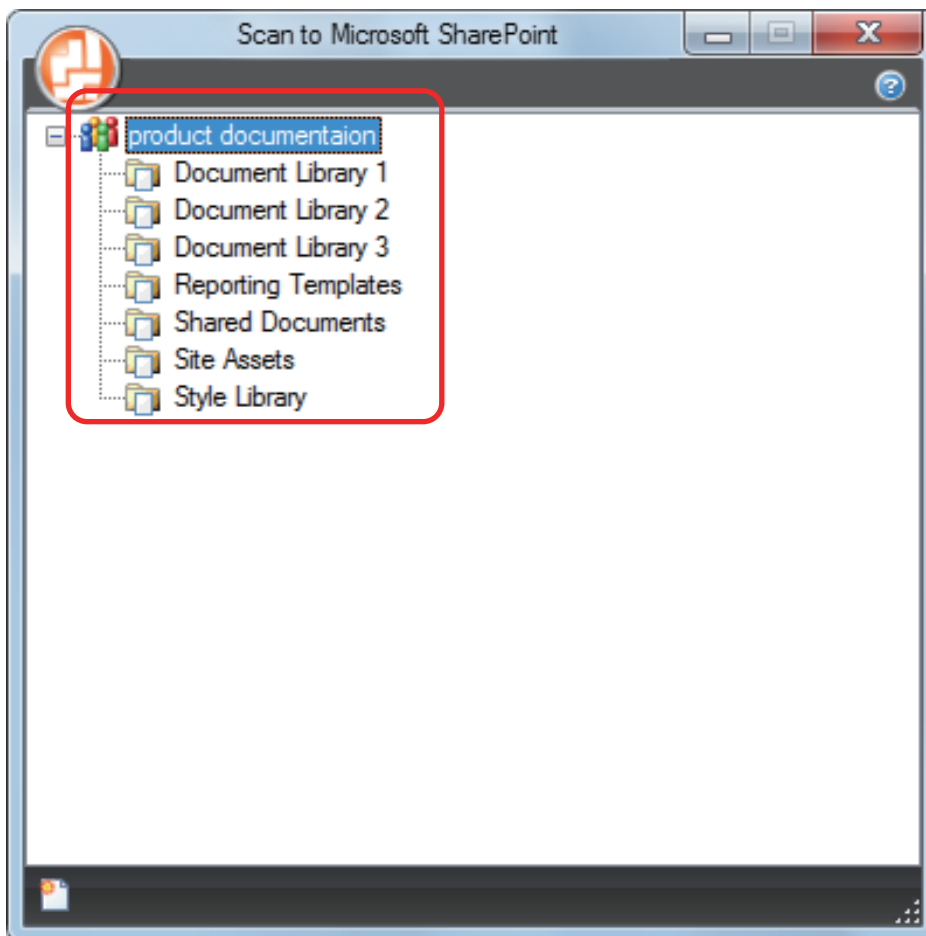 Scan to Microsoft SharePoint
product documentaion
Document Library 1
Document Library 2
Document Library 3
Reporting Templates
Shared Documents
Site Assets
Style Library